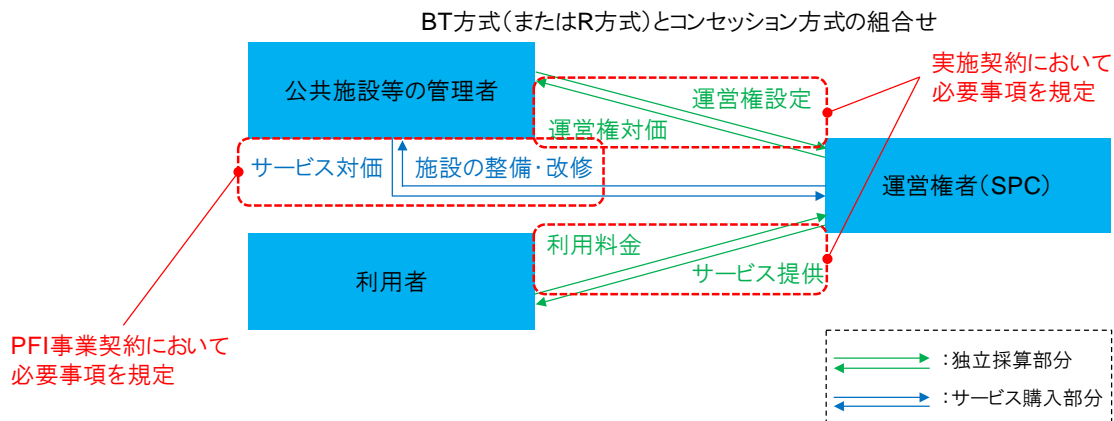 BT方式(またはR方式)とコンセッション方式の組合せ
公共施設等の管理者
運営権設定
運営権対価
実施契約において
必要事項を規定
サービス対価
施設の整備・改修
運営権者(SPC)
利用料金
サービス提供
利用者
PFI事業契約において
必要事項を規定
:独立採算部分
:サービス購入部分